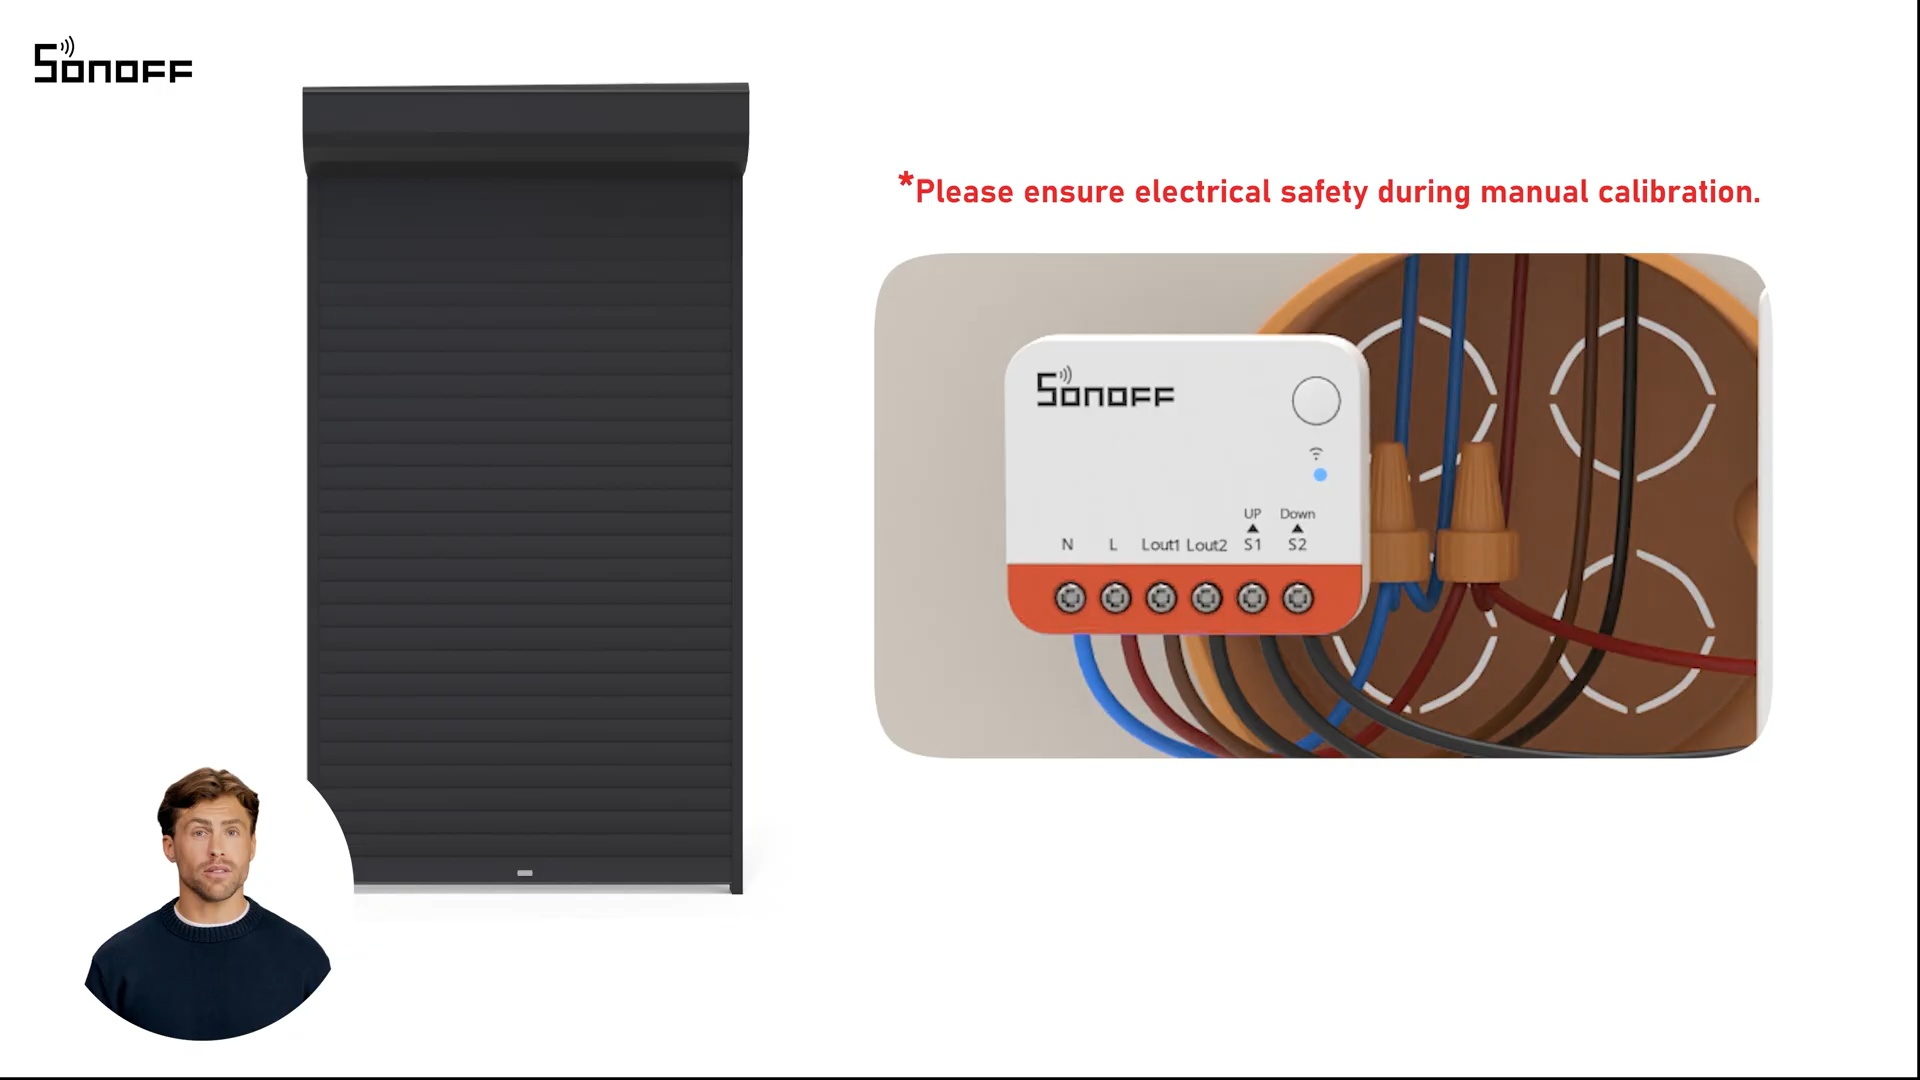 SONOFF
*Please ensure electrical safety during manual calibration.
SONOFF
UP Down
N L Lout1 Lout2 S1 S2